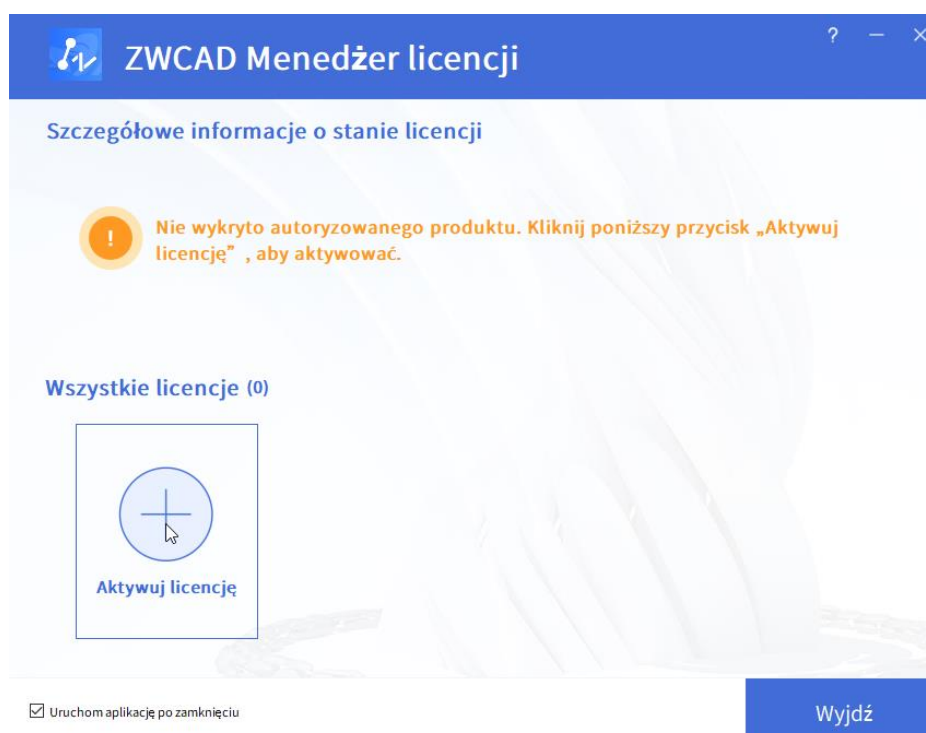 ZWCAD Menedżer licencji
Szczegółowe informacje o stanie licencji
Nie wykryto autoryzowanego produktu. Kliknij poniższy przycisk „Aktywuj
licencję” , aby aktywować.
Wszystkie licencje (0)
Aktywuj licencję
Uruchom aplikację po zamknięciu
Wyjdź